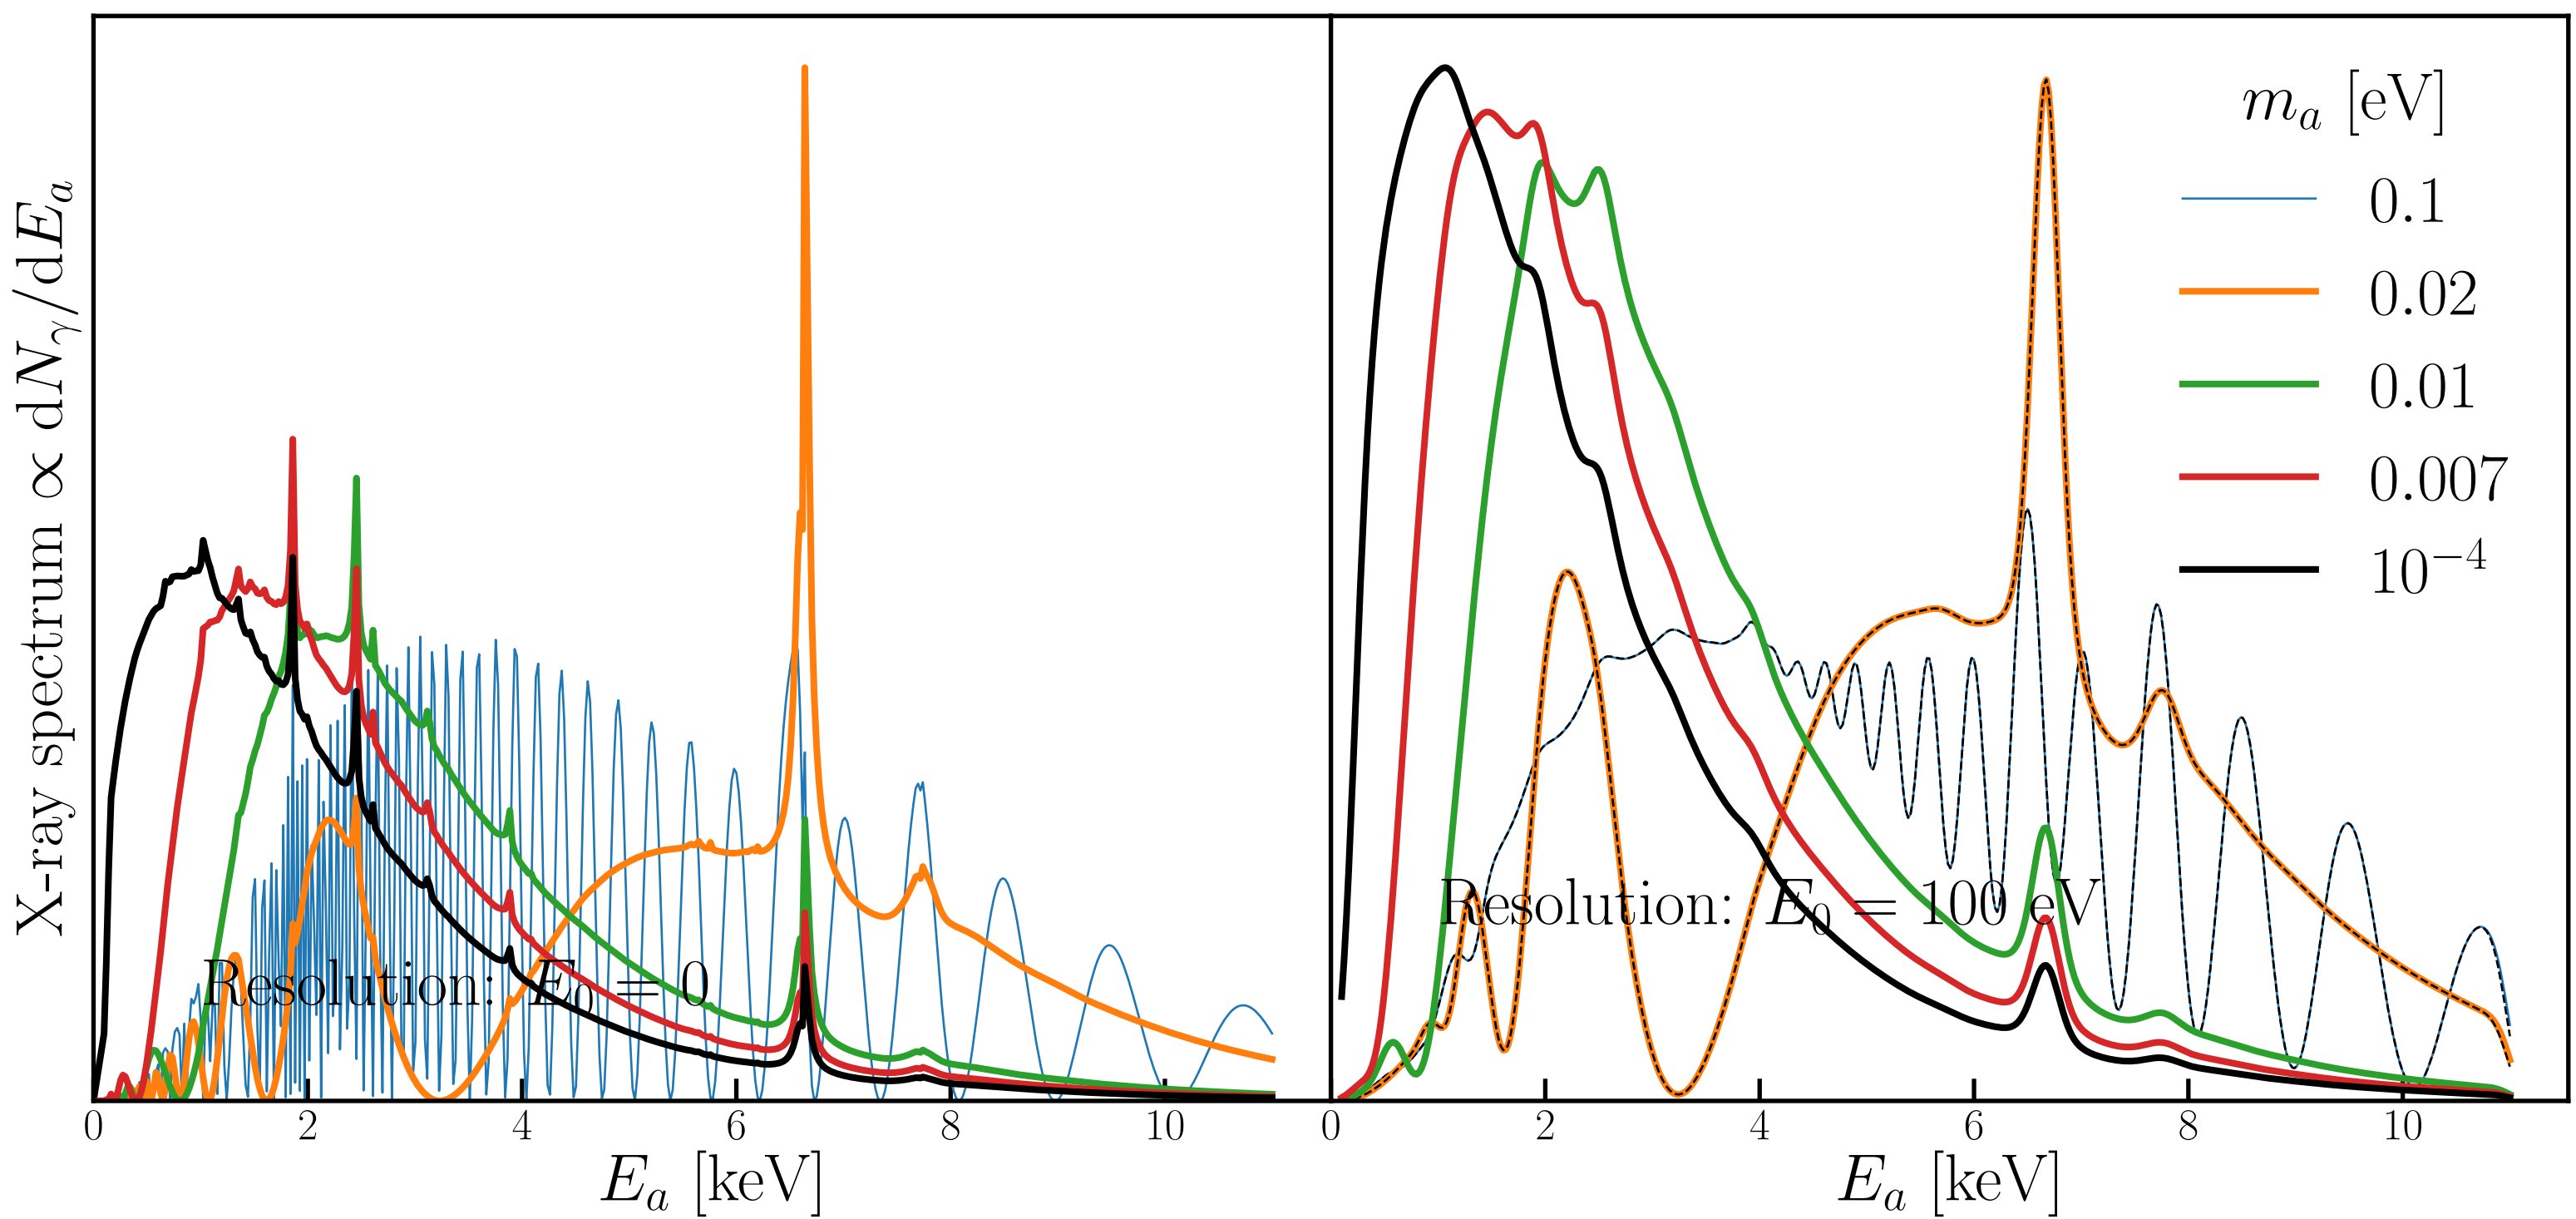 X-ray spectrum ∝ dN_γ/dE_a
Resolution: E_0 = 0
0 2 4 6 8 10
E_a [keV]
m_a [eV]
0.1
0.02
0.01
0.007
10^{-4}
Resolution: E_0 = 100 eV
0 2 4 6 8 10
E_a [keV]